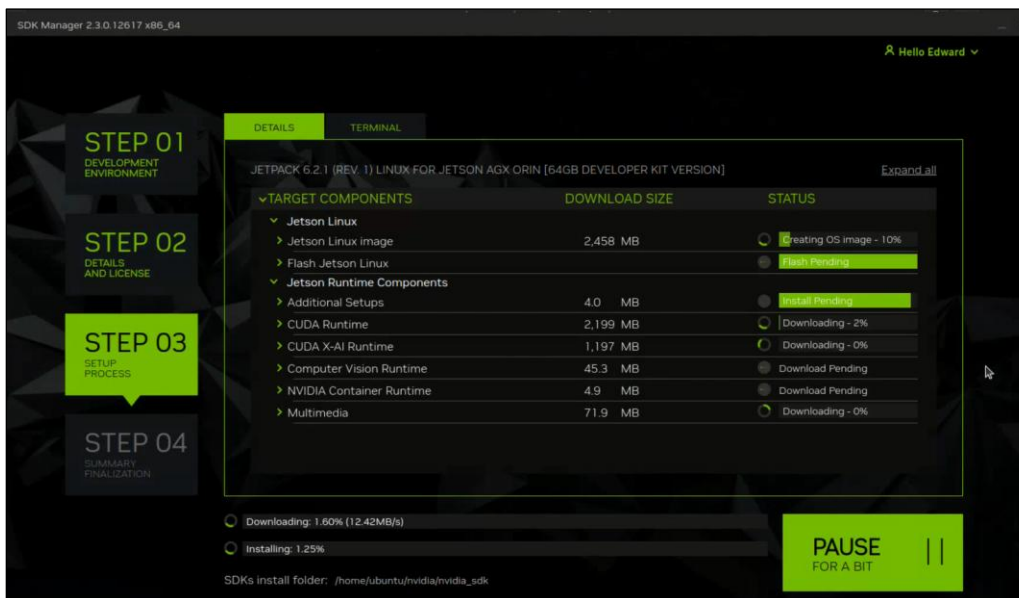 SDK Manager 2.3.0.12617 x86_64
Hello Edward
STEP 01
DEVELOPMENT
ENVIRONMENT
STEP 02
DETAILS
AND LICENSE
STEP 03
SETUP
PROCESS
STEP 04
SUMMARY
FINALIZATION
DETAILS TERMINAL
JETPACK 6.2.1 (REV. 1) LINUX FOR JETSON AGX ORIN [64GB DEVELOPER KIT VERSION] Expand all
TARGET COMPONENTS DOWNLOAD SIZE STATUS
Jetson Linux
Jetson Linux image 2,458 MB Creating OS image - 10%
Flash Jetson Linux Flash Pending
Jetson Runtime Components
Additional Setups 4.0 MB Install Pending
CUDA Runtime 2,199 MB Downloading - 2%
CUDA X-AI Runtime 1,197 MB Downloading - 0%
Computer Vision Runtime 45.3 MB Download Pending
NVIDIA Container Runtime 4.9 MB Download Pending
Multimedia 71.9 MB Downloading - 0%
Downloading: 1.60% (12.42MB/s)
Installing: 1.25%
SDKs install folder: /home/ubuntu/nvidia/nvidia_sdk
PAUSE
FOR A BIT